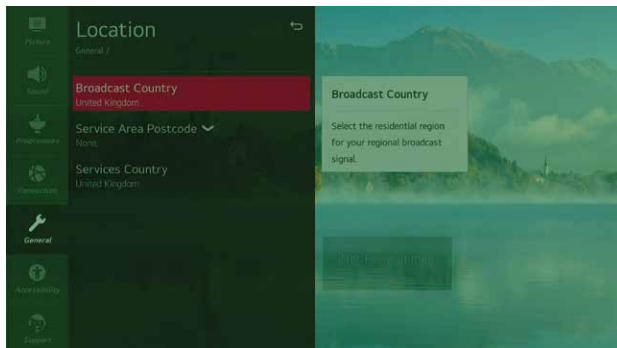 Picture
Location
General /
Sound
Broadcast Country
United Kingdom
Broadcast Country
Select the residential region
for your regional broadcast
signal.
Programmes
Service Area Postcode
None.
Connection
Services Country
United Kingdom
General
Accessibility
Support